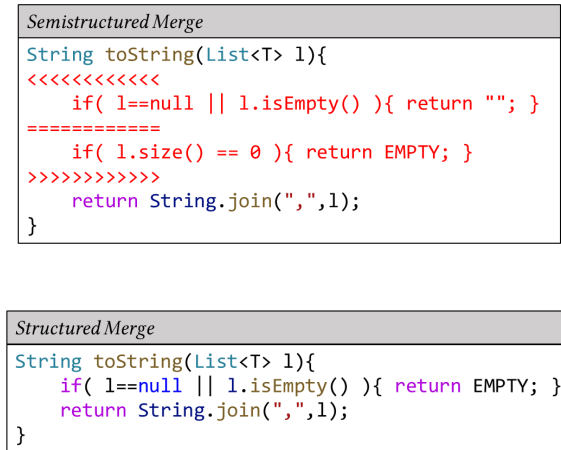 Semistructured Merge
String toString(List<T> l){
<<<<<<<<<<<<
    if( l==null || l.isEmpty() ){ return ""; }
============
    if( l.size() == 0 ){ return EMPTY; }
>>>>>>>>>>>>
    return String.join(",",l);
}
Structured Merge
String toString(List<T> l){
    if( l==null || l.isEmpty() ){ return EMPTY; }
    return String.join(",",l);
}